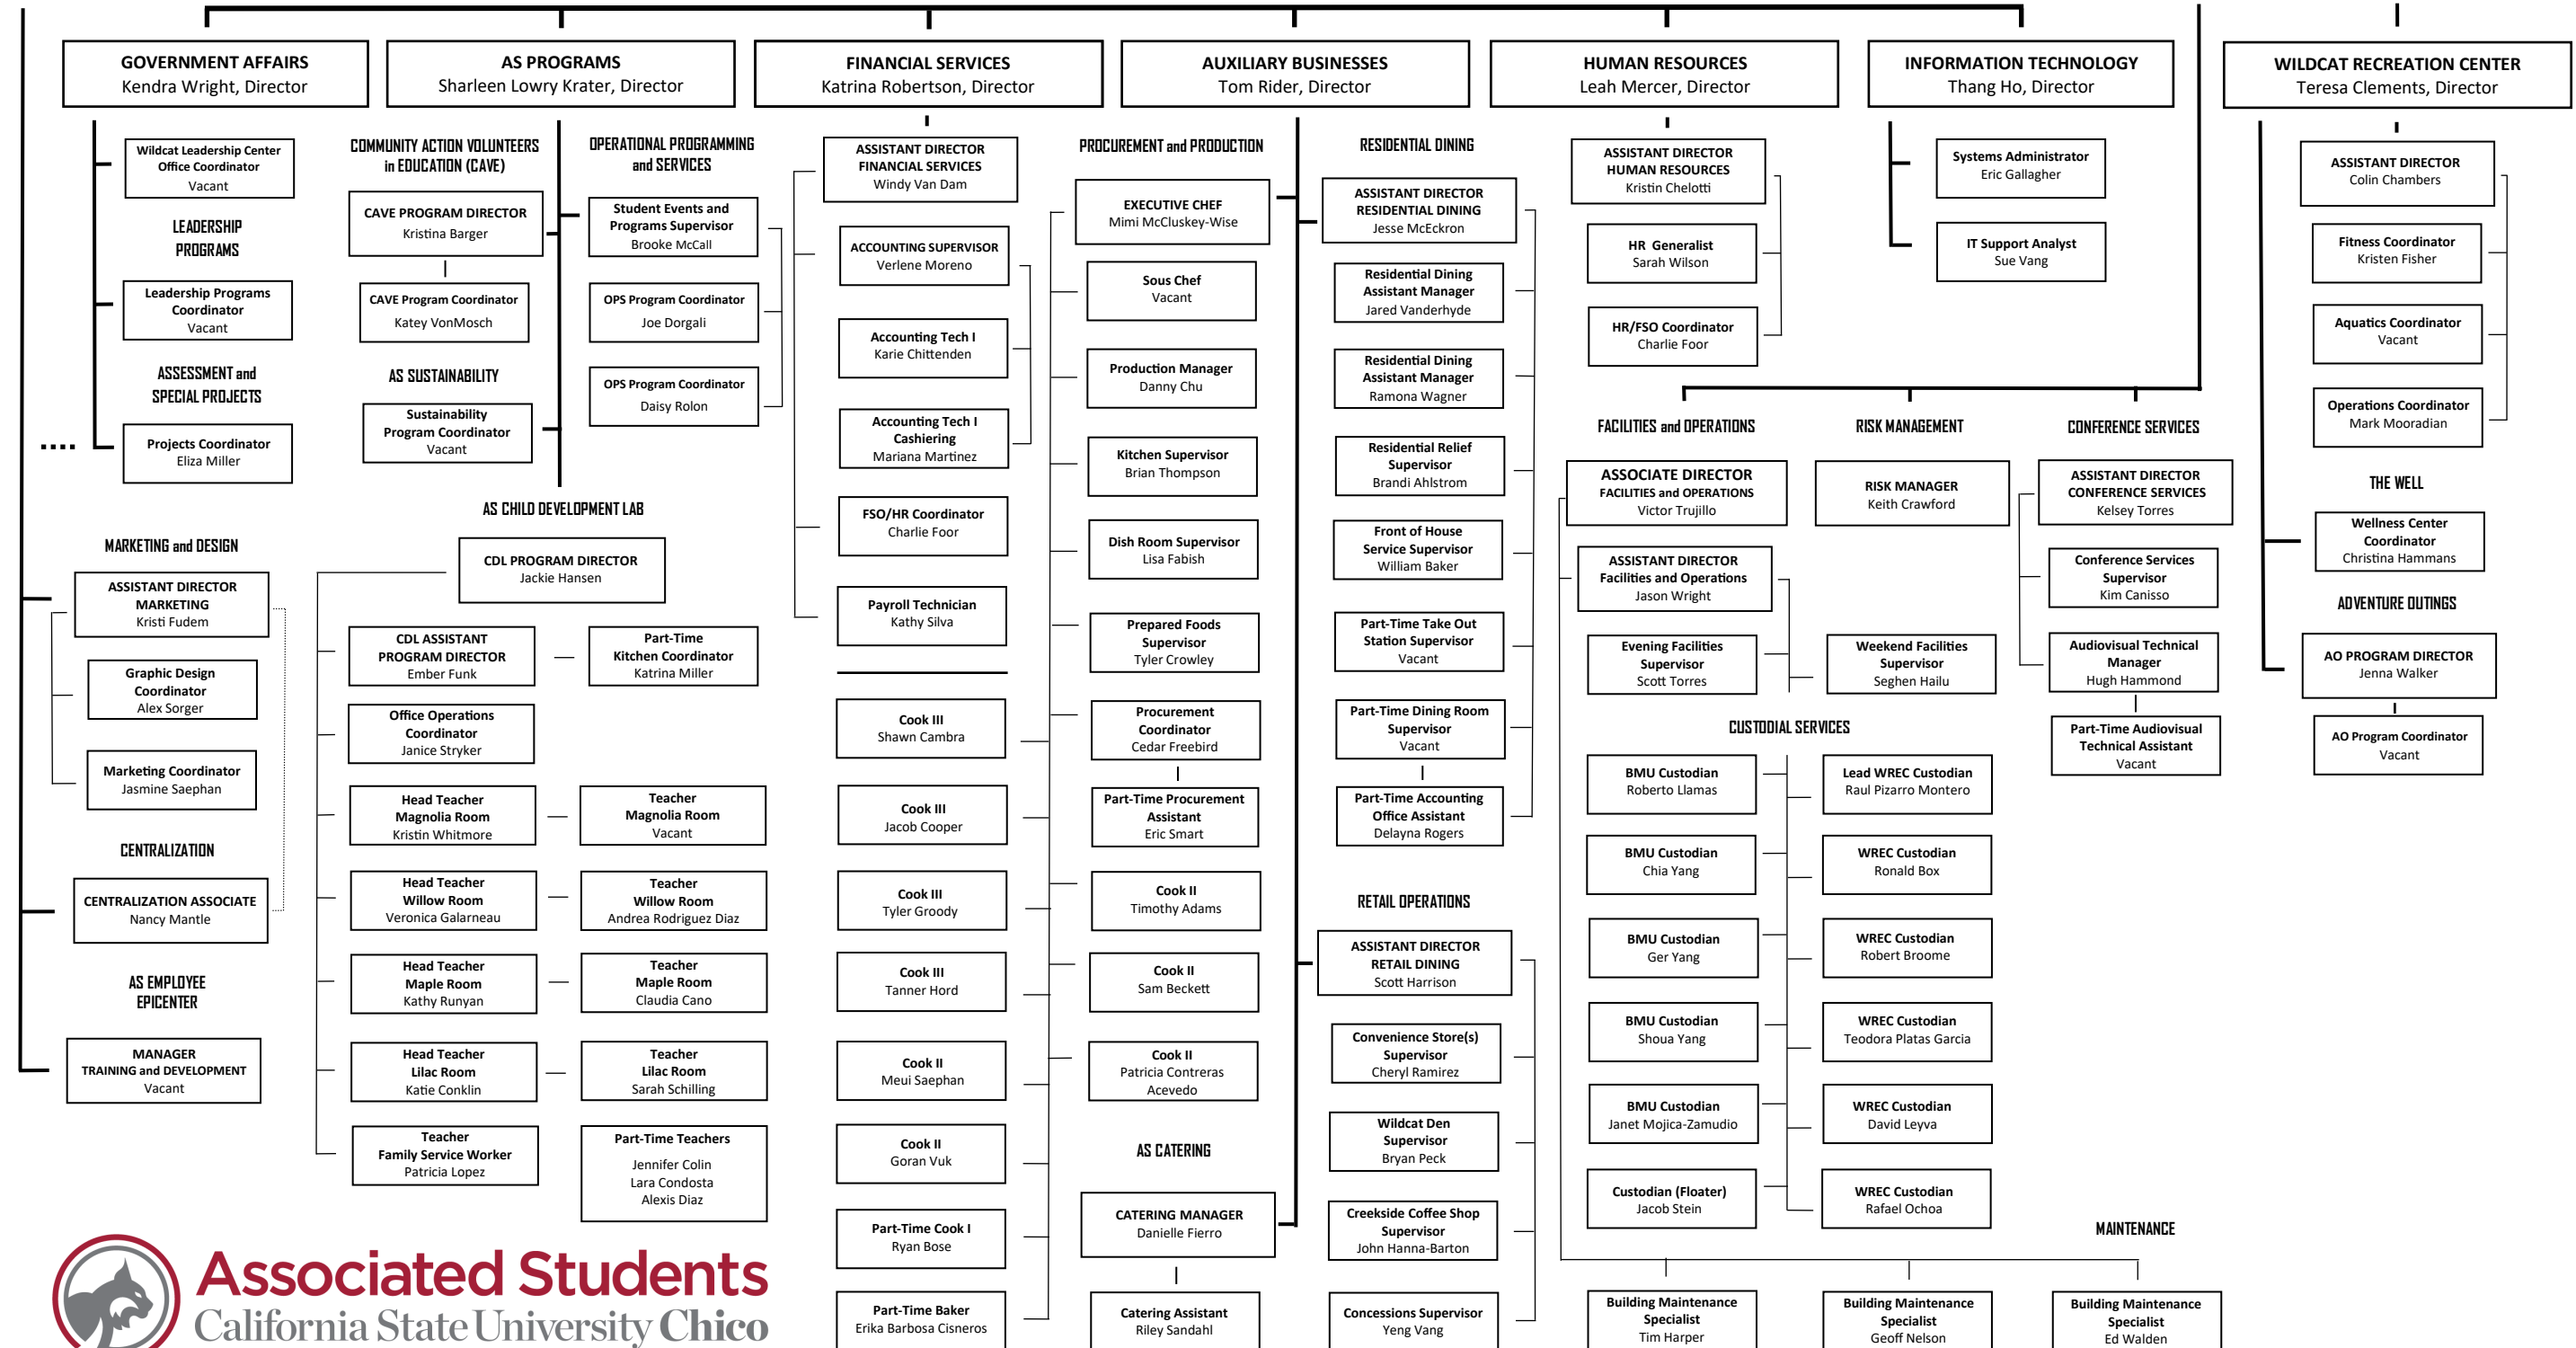 GOVERNMENT AFFAIRS
Kendra Wright, Director
AS PROGRAMS
Sharleen Lowry Krater, Director
FINANCIAL SERVICES
Katrina Robertson, Director
AUXILIARY BUSINESSES
Tom Rider, Director
HUMAN RESOURCES
Leah Mercer, Director
INFORMATION TECHNOLOGY
Thang Ho, Director
WILDCAT RECREATION CENTER
Teresa Clements, Director
Wildcat Leadership Center
Office Coordinator
Vacant
LEADERSHIP
PROGRAMS
Leadership Programs
Coordinator
Vacant
ASSESSMENT and
SPECIAL PROJECTS
Projects Coordinator
Eliza Miller
MARKETING and DESIGN
ASSISTANT DIRECTOR
MARKETING
Kristi Fudem
Graphic Design
Coordinator
Alex Sorger
Marketing Coordinator
Jasmine Saephan
CENTRALIZATION
CENTRALIZATION ASSOCIATE
Nancy Mantle
AS EMPLOYEE
EPICENTER
MANAGER
TRAINING and DEVELOPMENT
Vacant
COMMUNITY ACTION VOLUNTEERS
in EDUCATION (CAVE)
CAVE PROGRAM DIRECTOR
Kristina Barger
CAVE Program Coordinator
Katey VonMosch
AS SUSTAINABILITY
Sustainability
Program Coordinator
Vacant
OPERATIONAL PROGRAMMING
and SERVICES
Student Events and
Programs Supervisor
Brooke McCall
OPS Program Coordinator
Joe Dorgali
OPS Program Coordinator
Daisy Rolon
AS CHILD DEVELOPMENT LAB
CDL PROGRAM DIRECTOR
Jackie Hansen
CDL ASSISTANT
PROGRAM DIRECTOR
Ember Funk
Part-Time
Kitchen Coordinator
Katrina Miller
Office Operations
Coordinator
Janice Stryker
Head Teacher
Magnolia Room
Kristin Whitmore
Teacher
Magnolia Room
Vacant
Head Teacher
Willow Room
Veronica Galarneau
Teacher
Willow Room
Andrea Rodriguez Diaz
Head Teacher
Maple Room
Kathy Runyan
Teacher
Maple Room
Claudia Cano
Head Teacher
Lilac Room
Katie Conklin
Teacher
Lilac Room
Sarah Schilling
Teacher
Family Service Worker
Patricia Lopez
Part-Time Teachers
Jennifer Colin
Lara Condosta
Alexis Diaz
ASSISTANT DIRECTOR
FINANCIAL SERVICES
Windy Van Dam
ACCOUNTING SUPERVISOR
Verlene Moreno
Accounting Tech I
Karie Chittenden
Accounting Tech I
Cashiering
Mariana Martinez
FSO/HR Coordinator
Charlie Foor
Payroll Technician
Kathy Silva
Cook III
Shawn Cambra
Cook III
Jacob Cooper
Cook III
Tyler Groody
Cook III
Tanner Hord
Cook II
Meui Saephan
Cook II
Goran Vuk
Part-Time Cook I
Ryan Bose
Part-Time Baker
Erika Barbosa Cisneros
PROCUREMENT and PRODUCTION
EXECUTIVE CHEF
Mimi McCluskey-Wise
Sous Chef
Vacant
Production Manager
Danny Chu
Kitchen Supervisor
Brian Thompson
Dish Room Supervisor
Lisa Fabish
Prepared Foods
Supervisor
Tyler Crowley
Procurement
Coordinator
Cedar Freebird
Part-Time Procurement
Assistant
Eric Smart
Cook II
Timothy Adams
Cook II
Sam Beckett
Cook II
Patricia Contreras
Acevedo
AS CATERING
CATERING MANAGER
Danielle Fierro
Catering Assistant
Riley Sandahl
RESIDENTIAL DINING
ASSISTANT DIRECTOR
RESIDENTIAL DINING
Jesse McEckron
Residential Dining
Assistant Manager
Jared Vanderhyde
Residential Dining
Assistant Manager
Ramona Wagner
Residential Relief
Supervisor
Brandi Ahlstrom
Front of House
Service Supervisor
William Baker
Part-Time Take Out
Station Supervisor
Vacant
Part-Time Dining Room
Supervisor
Vacant
Part-Time Accounting
Office Assistant
Delayna Rogers
RETAIL OPERATIONS
ASSISTANT DIRECTOR
RETAIL DINING
Scott Harrison
Convenience Store(s)
Supervisor
Cheryl Ramirez
Wildcat Den
Supervisor
Bryan Peck
Creekside Coffee Shop
Supervisor
John Hanna-Barton
Concessions Supervisor
Yeng Vang
ASSISTANT DIRECTOR
HUMAN RESOURCES
Kristin Chelotti
HR Generalist
Sarah Wilson
HR/FSO Coordinator
Charlie Foor
Systems Administrator
Eric Gallagher
IT Support Analyst
Sue Vang
FACILITIES and OPERATIONS
ASSOCIATE DIRECTOR
FACILITIES and OPERATIONS
Victor Trujillo
ASSISTANT DIRECTOR
Facilities and Operations
Jason Wright
Evening Facilities
Supervisor
Scott Torres
Weekend Facilities
Supervisor
Seghen Hailu
RISK MANAGEMENT
RISK MANAGER
Keith Crawford
CONFERENCE SERVICES
ASSISTANT DIRECTOR
CONFERENCE SERVICES
Kelsey Torres
Conference Services
Supervisor
Kim Canisso
Audiovisual Technical
Manager
Hugh Hammond
Part-Time Audiovisual
Technical Assistant
Vacant
CUSTODIAL SERVICES
BMU Custodian
Roberto Llamas
Lead WREC Custodian
Raul Pizarro Montero
BMU Custodian
Chia Yang
WREC Custodian
Ronald Box
BMU Custodian
Ger Yang
WREC Custodian
Robert Broome
BMU Custodian
Shoua Yang
WREC Custodian
Teodora Platas Garcia
BMU Custodian
Janet Mojica-Zamudio
WREC Custodian
David Leyva
Custodian (Floater)
Jacob Stein
WREC Custodian
Rafael Ochoa
MAINTENANCE
Building Maintenance
Specialist
Tim Harper
Building Maintenance
Specialist
Geoff Nelson
Building Maintenance
Specialist
Ed Walden
ASSISTANT DIRECTOR
Colin Chambers
Fitness Coordinator
Kristen Fisher
Aquatics Coordinator
Vacant
Operations Coordinator
Mark Mooradian
THE WELL
Wellness Center
Coordinator
Christina Hammans
ADVENTURE OUTINGS
AO PROGRAM DIRECTOR
Jenna Walker
AO Program Coordinator
Vacant
Associated Students
California State University Chico